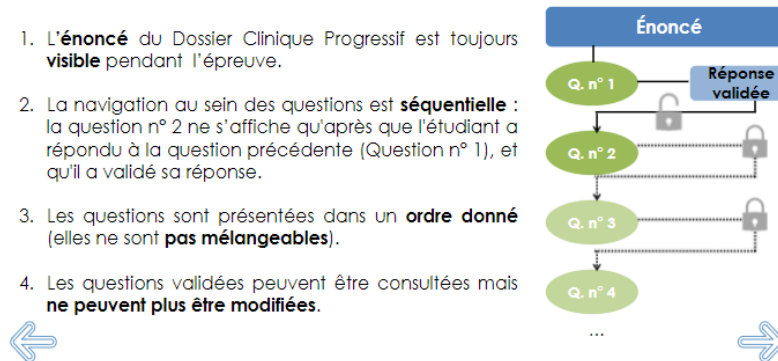 1. L'énoncé du Dossier Clinique Progressif est toujours
visible pendant l'épreuve.
2. La navigation au sein des questions est séquentielle :
la question n° 2 ne s'affiche qu'après que l'étudiant a
répondu à la question précédente (Question n° 1), et
qu'il a validé sa réponse.
3. Les questions sont présentées dans un ordre donné
(elles ne sont pas mélangeables).
4. Les questions validées peuvent être consultées mais
ne peuvent plus être modifiées.
Énoncé
Q. n° 1
Réponse
validée
Q. n° 2
Q. n° 3
Q. n° 4
...